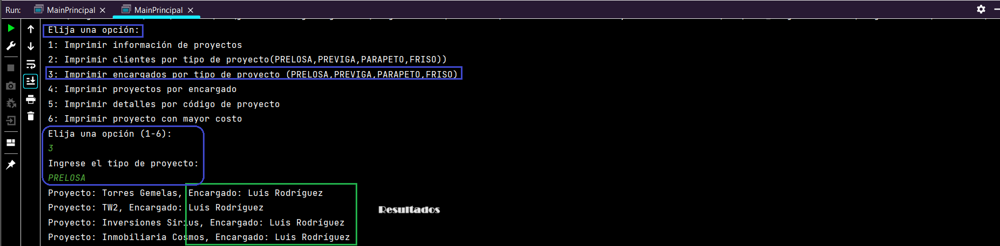 Run: MainPrincipal × MainPrincipal ×
Elija una opción:
1: Imprimir información de proyectos
2: Imprimir clientes por tipo de proyecto(PRELOSA,PREVIGA,PARAPETO,FRISO))
3: Imprimir encargados por tipo de proyecto (PRELOSA,PREVIGA,PARAPETO,FRISO)
4: Imprimir proyectos por encargado
5: Imprimir detalles por código de proyecto
6: Imprimir proyecto con mayor costo
Elija una opción (1-6):
3
Ingrese el tipo de proyecto:
PRELOSA
Proyecto: Torres Gemelas, Encargado: Luis Rodríguez
Proyecto: TW2, Encargado: Luis Rodríguez
Resultados
Proyecto: Inversiones Sirius, Encargado: Luis Rodríguez
Proyecto: Inmobiliaria Cosmos, Encargado: Luis Rodríguez